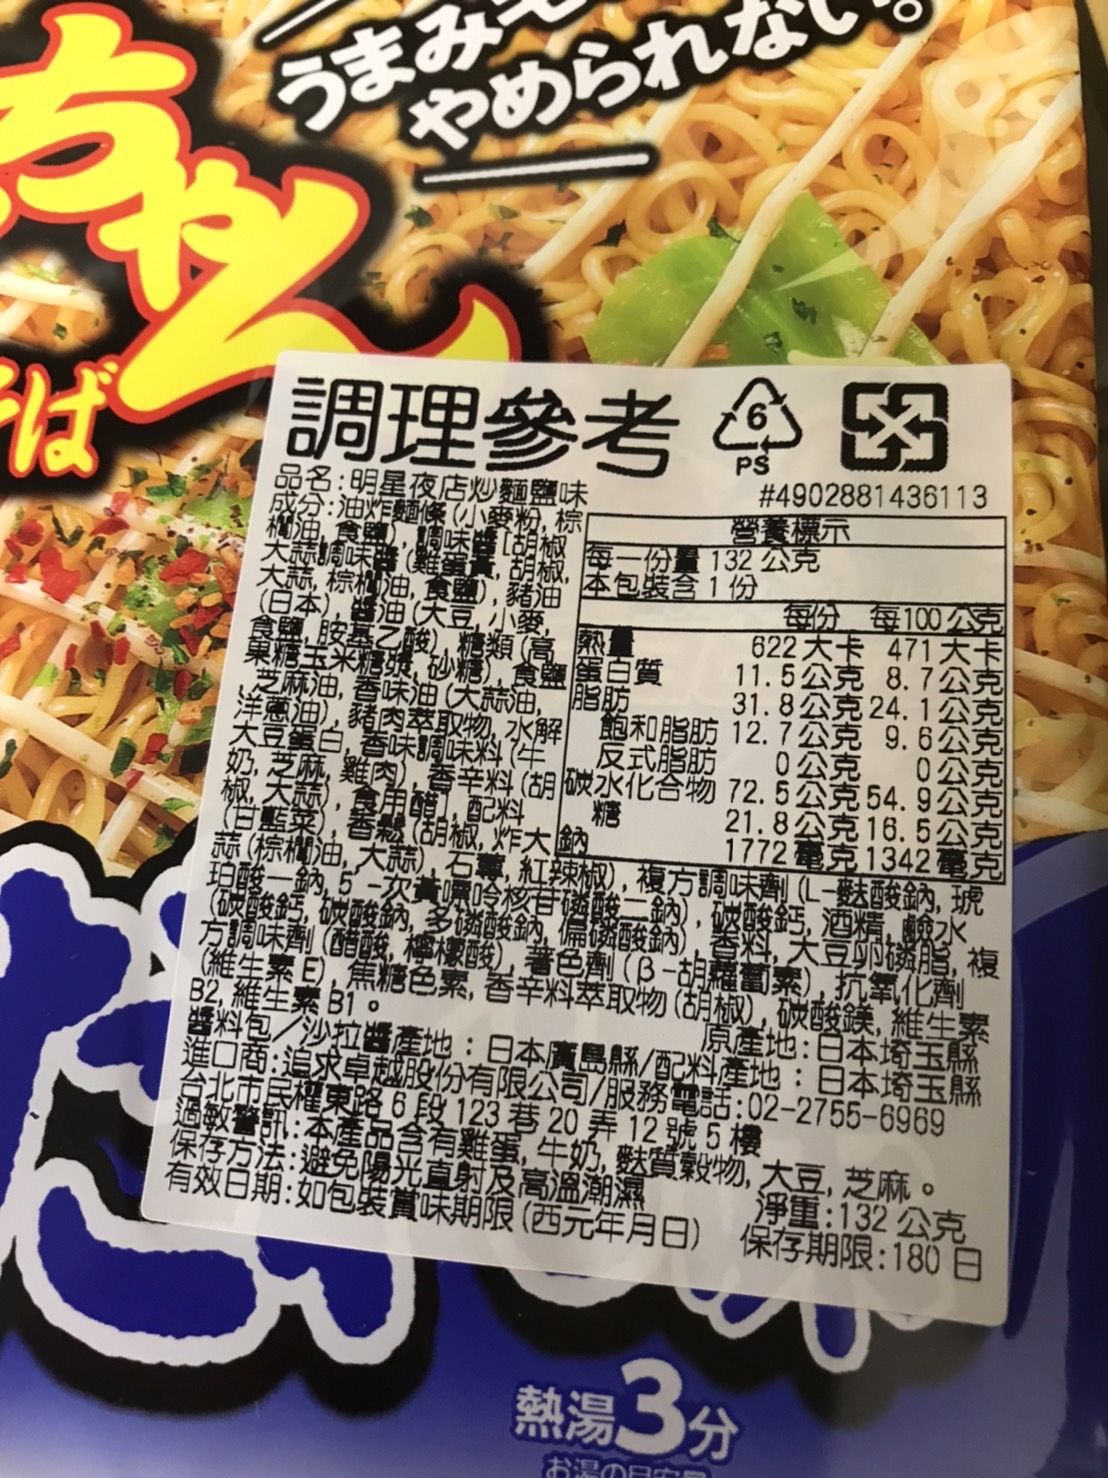 うまみ
やめられない。
ちゃん
そば
調理參考
6
PS
#4902881436113
品名:明星夜店炒麵鹽味
成分:油炸麵條(小麥粉,棕
櫚油,食鹽),調味醬[胡椒
大蒜調味醬(雞蛋黃,胡椒,
大蒜,棕櫚油,食鹽),豬油
(日本),醬油(大豆,小麥,
食鹽,胺基乙酸),糖類(高
果糖玉米糖漿,砂糖),食鹽
,芝麻油,香味油(大蒜油,
洋蔥油),豬肉萃取物,水解
大豆蛋白,香味調味料(牛
奶,芝麻,雞肉),香辛料(胡
椒,大蒜),食用醋],配料
(甘藍菜),香鬆(胡椒,炸大
營養標示
每一份量 132 公克
本包裝含 1 份
每份 每100公克
熱量 622大卡 471大卡
蛋白質 11.5公克 8.7公克
脂肪 31.8公克 24.1公克
飽和脂肪 12.7公克 9.6公克
反式脂肪 0公克 0公克
碳水化合物 72.5公克 54.9公克
糖 21.8公克 16.5公克
鈉 1772毫克 1342毫克
蒜(棕櫚油,大蒜),石蓴,紅辣椒),複方調味劑(L-麩酸鈉,琥
珀酸一鈉,5-次黃嘌呤核苷磷酸二鈉),碳酸鈣,酒精,鹼水
(碳酸鈣,碳酸鈉,多磷酸鈉,偏磷酸鈉),香料,大豆卵磷脂,複
方調味劑(醋酸,檸檬酸),著色劑(β-胡蘿蔔素),抗氧化劑
(維生素E),焦糖色素,香辛料萃取物(胡椒),碳酸鎂,維生素
B2,維生素B1。 原產地:日本埼玉縣
醬料包/沙拉醬產地:日本廣島縣/配料產地:日本埼玉縣
進口商:追求卓越股份有限公司/服務電話:02-2755-6969
台北市民權東路6段123巷20弄12號5樓
過敏警訊:本產品含有雞蛋,牛奶,麩質穀物,大豆,芝麻。
保存方法:避免陽光直射及高溫潮濕 淨重:132公克
有效日期:如包裝賞味期限(西元年月日) 保存期限:180日
熱湯3分
お湯の目安量